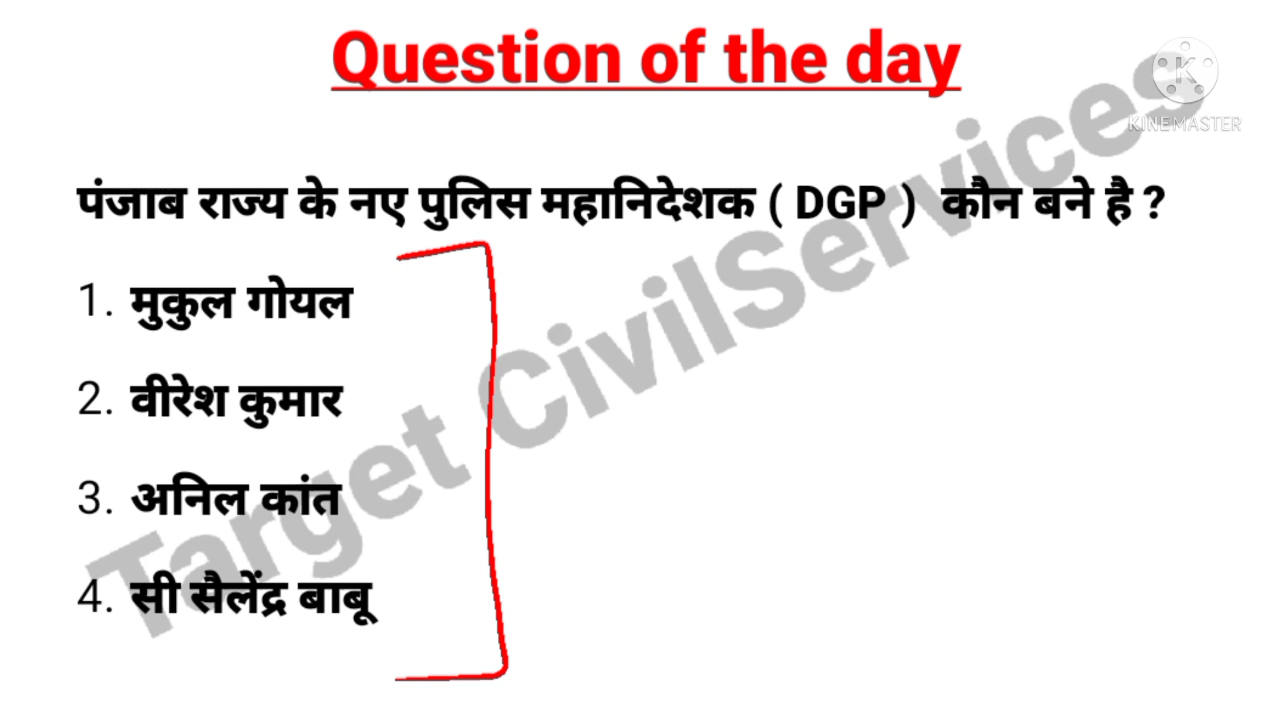 Question of the day
KINEMASTER
पंजाब राज्य के नए पुलिस महानिदेशक ( DGP ) कौन बने है ?
1. मुकुल गोयल
2. वीरेश कुमार
3. अनिल कांत
4. सी सैलेंद्र बाबू
Target CivilServices